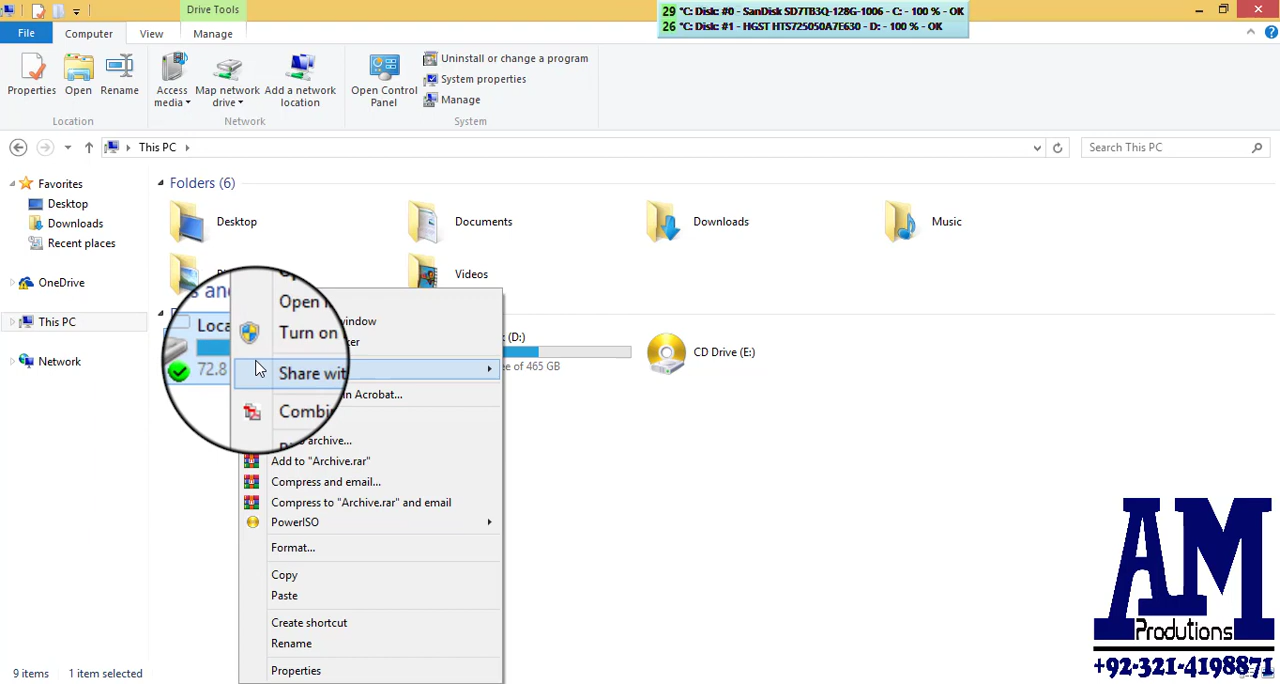 Drive Tools
29 °C: Disk: #0 - SanDisk SD7TB3Q-128G-1006 - C: - 100 % - OK
26 °C: Disk: #1 - HGST HTS725050A7E630 - D: - 100 % - OK
File Computer View Manage
Properties Open Rename
Access media Map network drive Add a network location
Open Control Panel
Uninstall or change a program
System properties
Manage
Location Network System
This PC
Search This PC
Favorites
Desktop
Downloads
Recent places
OneDrive
This PC
Network
Folders (6)
Desktop Documents Downloads Music
Videos
(D:)
of 465 GB
CD Drive (E:)
72.8
Open
Turn on
Share wit
Combi
in Acrobat...
archive...
Add to "Archive.rar"
Compress and email...
Compress to "Archive.rar" and email
PowerISO
Format...
Copy
Paste
Create shortcut
Rename
Properties
9 items 1 item selected
AM
Produtions
+92-321-4198871